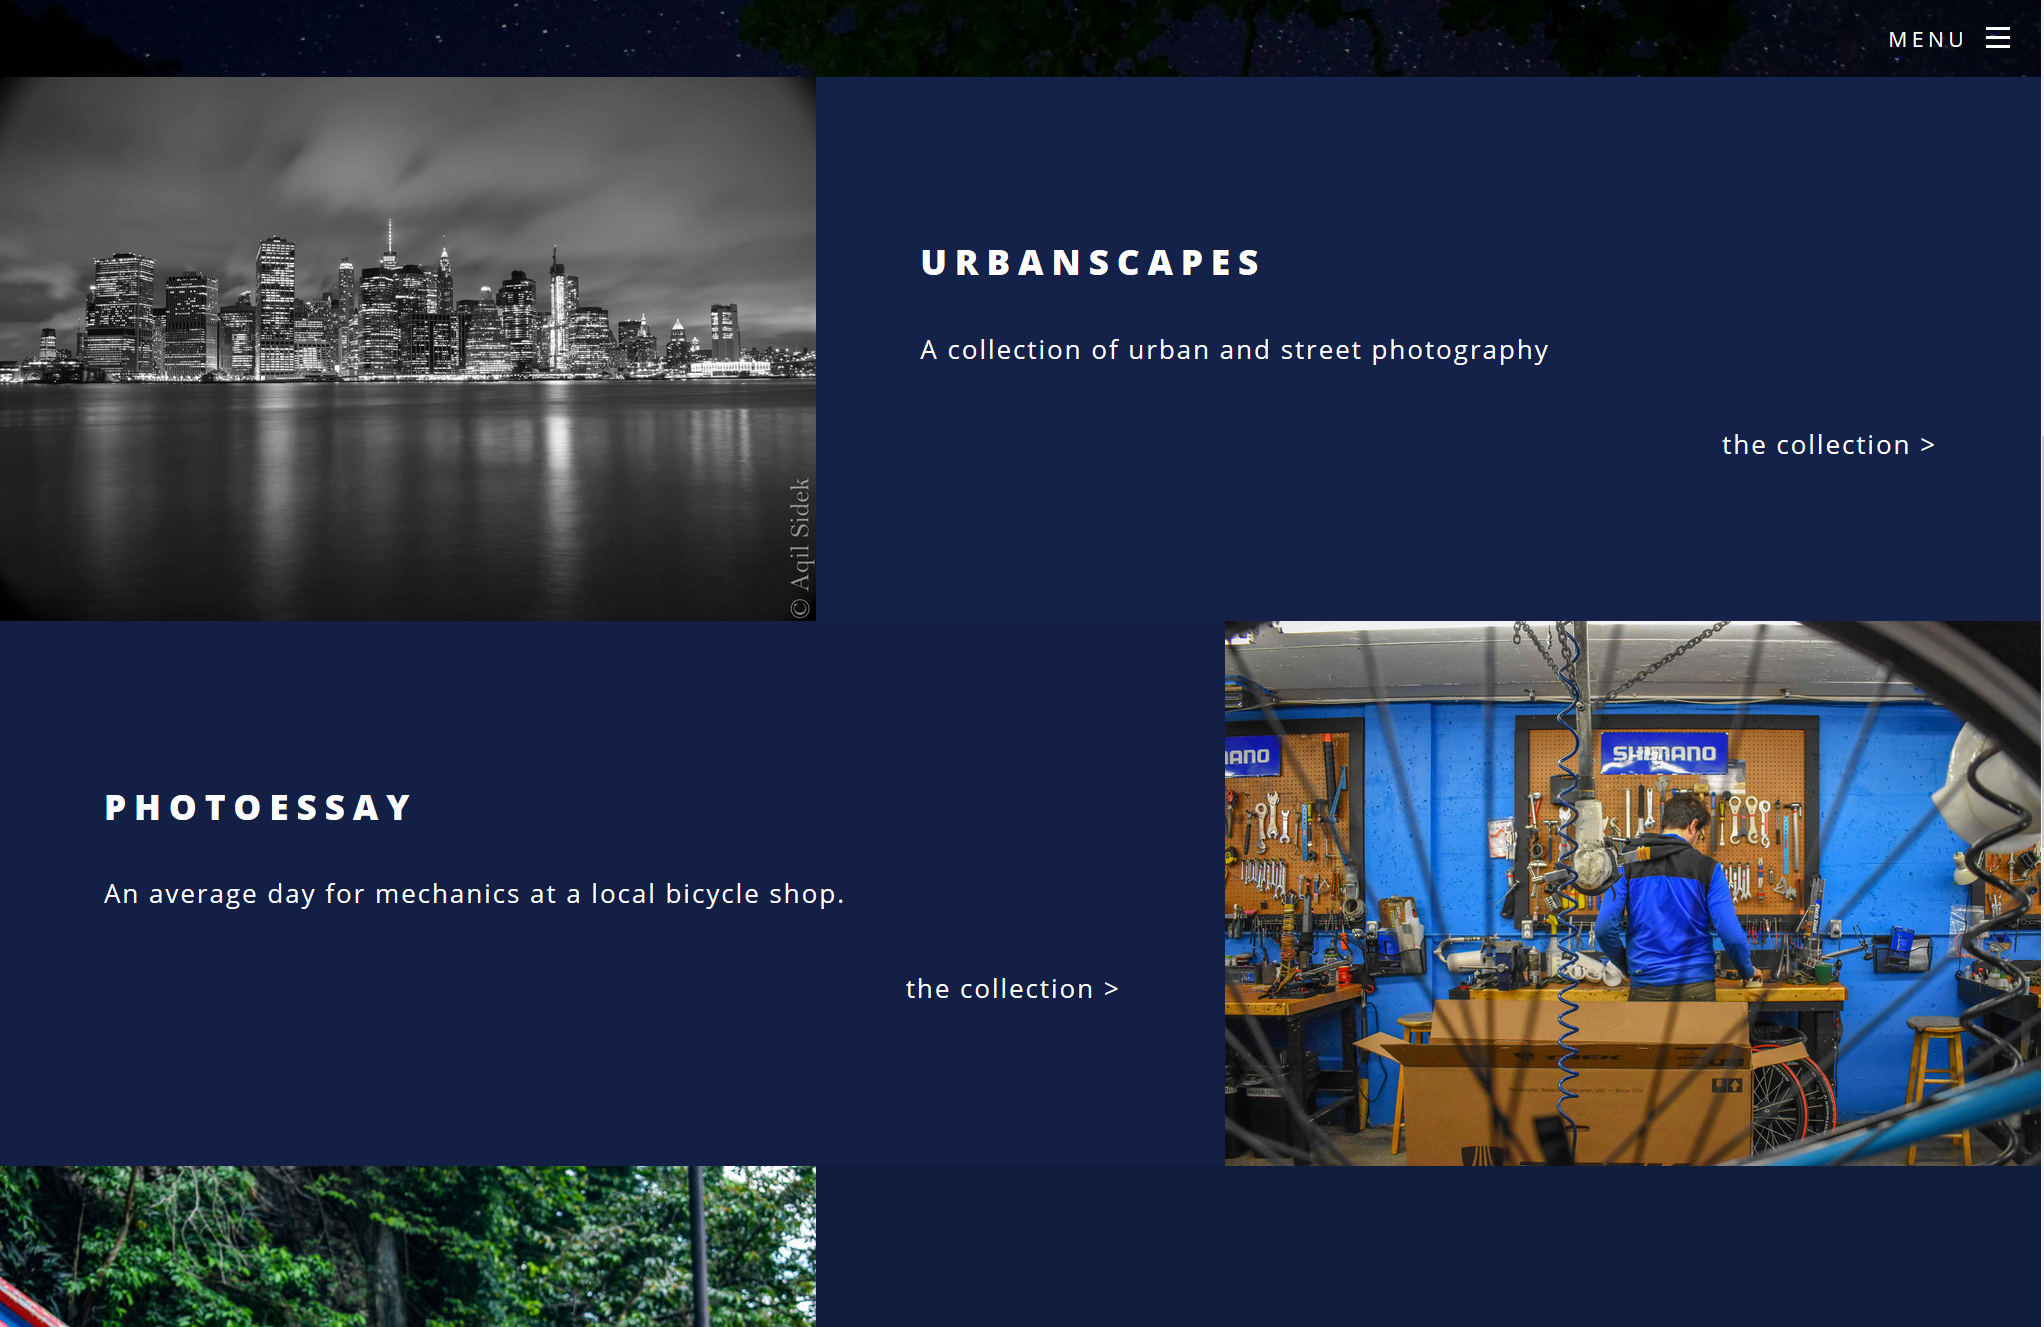 MENU
URBANSCAPES
A collection of urban and street photography
the collection >
© Aqil Sidek
PHOTOESSAY
An average day for mechanics at a local bicycle shop.
the collection >
SHIMANO
TREK